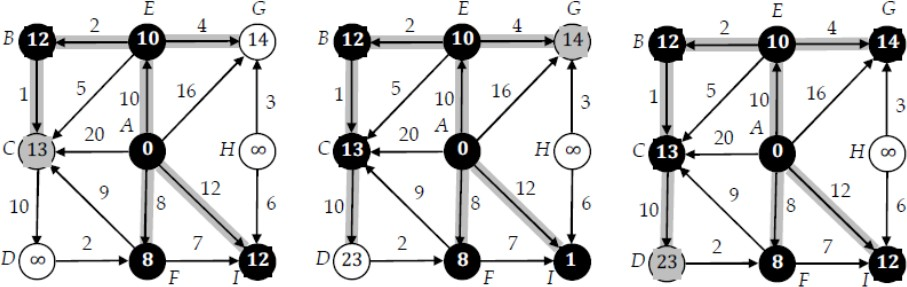 E G E G E G
B 12 2 10 4 14 B 12 2 10 4 14 B 12 2 10 4 14
1 5 10 16 3 1 5 10 16 3 1 5 10 16 3
A A A
C 13 20 0 H ∞ C 13 20 0 H ∞ C 13 20 0 H ∞
10 9 8 12 6 10 9 8 12 6 10 9 8 12 6
D ∞ 2 8 7 12 D 23 2 8 7 1 D 23 2 8 7 12
F I F I F I